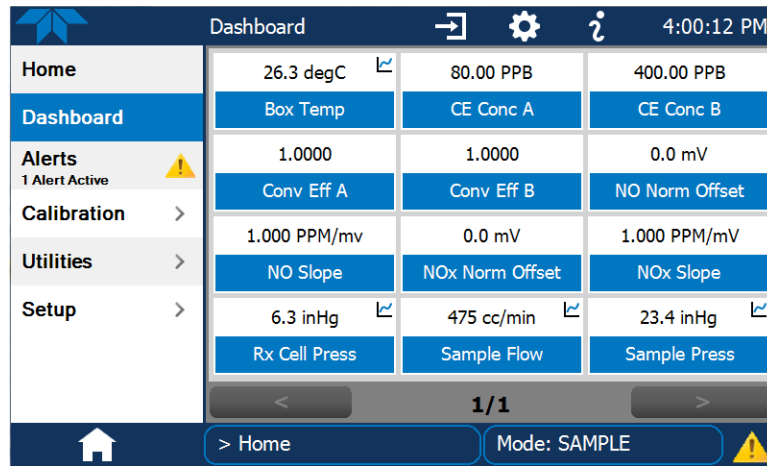 Dashboard
4:00:12 PM
Home
Dashboard
Alerts
1 Alert Active
Calibration >
Utilities >
Setup >
26.3 degC
80.00 PPB
400.00 PPB
Box Temp
CE Conc A
CE Conc B
1.0000
1.0000
0.0 mV
Conv Eff A
Conv Eff B
NO Norm Offset
1.000 PPM/mv
0.0 mV
1.000 PPM/mV
NO Slope
NOx Norm Offset
NOx Slope
6.3 inHg
475 cc/min
23.4 inHg
Rx Cell Press
Sample Flow
Sample Press
<
1/1
>
> Home
Mode: SAMPLE